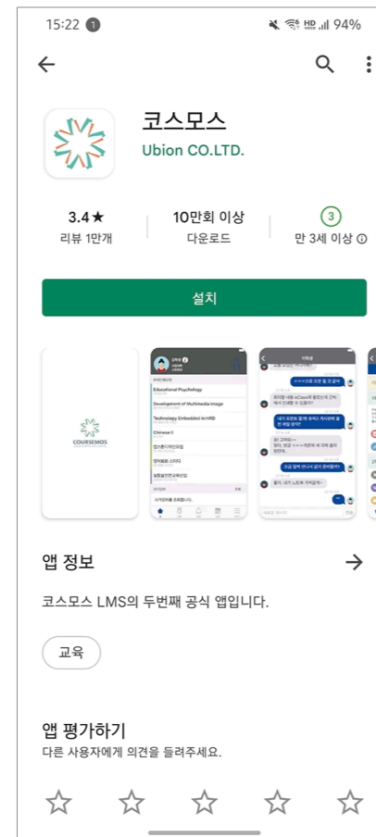 15:22 1 94%
코스모스
Ubion CO.LTD.
3.4★ 10만회 이상 3
리뷰 1만개 다운로드 만 3세 이상
설치
COURSEMOS
Educational Psychology
Development of Multimedia Image
Technology Embedded in HRD
Chinese II
앱 정보
코스모스 LMS의 두번째 공식 앱입니다.
교육
앱 평가하기
다른 사용자에게 의견을 들려주세요.